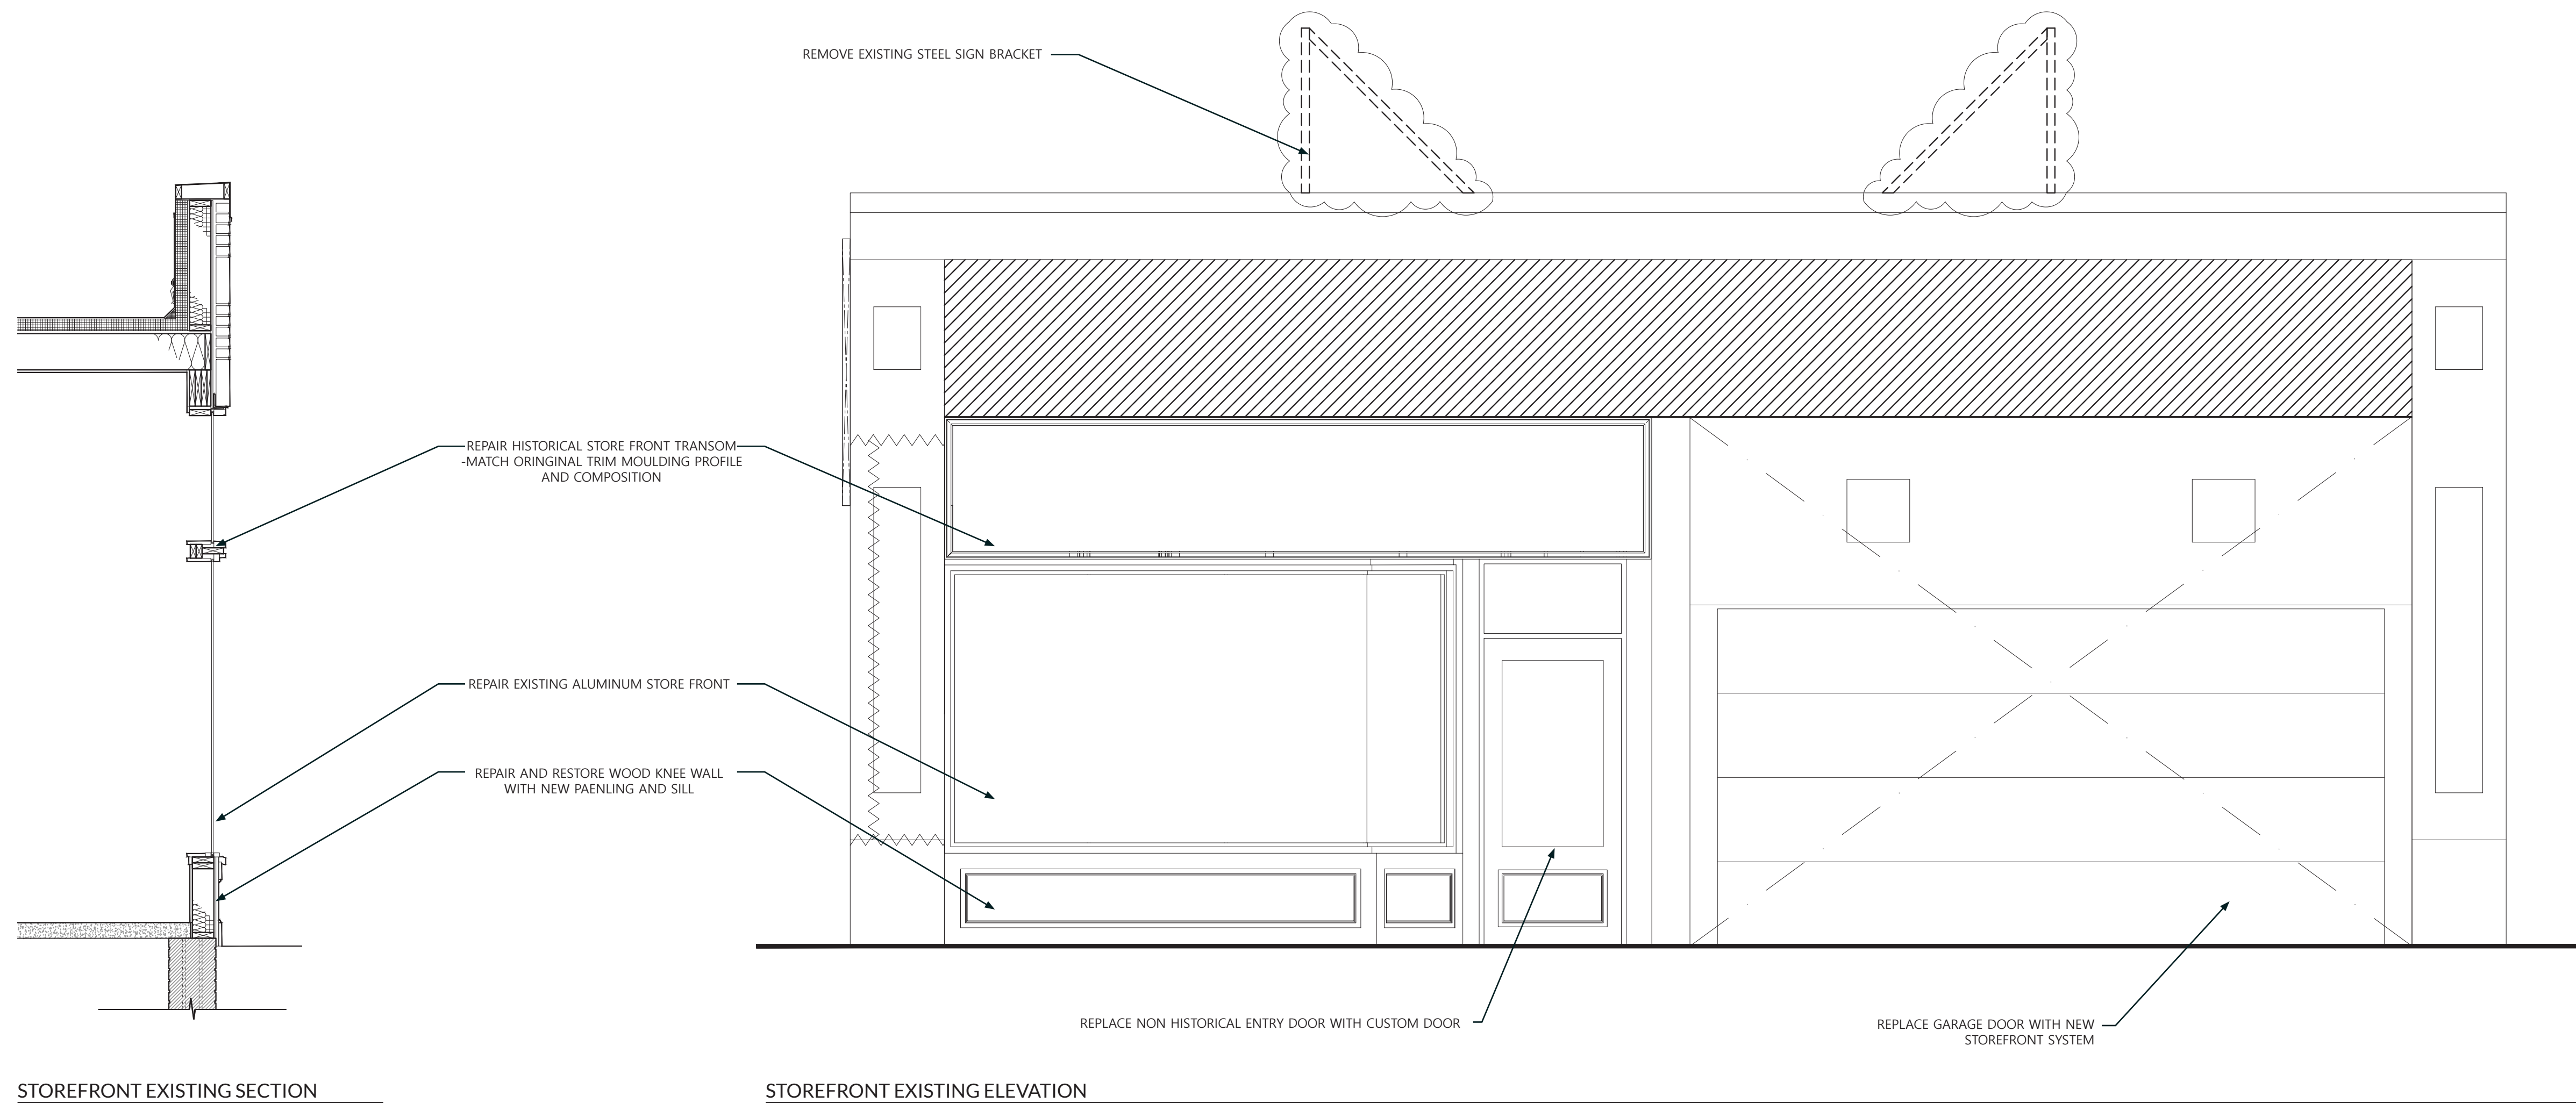 REMOVE EXISTING STEEL SIGN BRACKET
REPAIR HISTORICAL STORE FRONT TRANSOM
-MATCH ORINGINAL TRIM MOULDING PROFILE
AND COMPOSITION
REPAIR EXISTING ALUMINUM STORE FRONT
REPAIR AND RESTORE WOOD KNEE WALL
WITH NEW PAENLING AND SILL
REPLACE NON HISTORICAL ENTRY DOOR WITH CUSTOM DOOR
REPLACE GARAGE DOOR WITH NEW
STOREFRONT SYSTEM
STOREFRONT EXISTING SECTION
STOREFRONT EXISTING ELEVATION